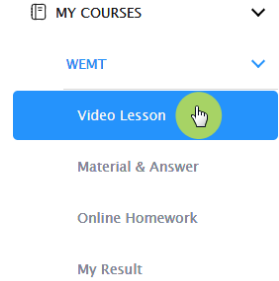 MY COURSES
WEMT
Video Lesson
Material & Answer
Online Homework
My Result